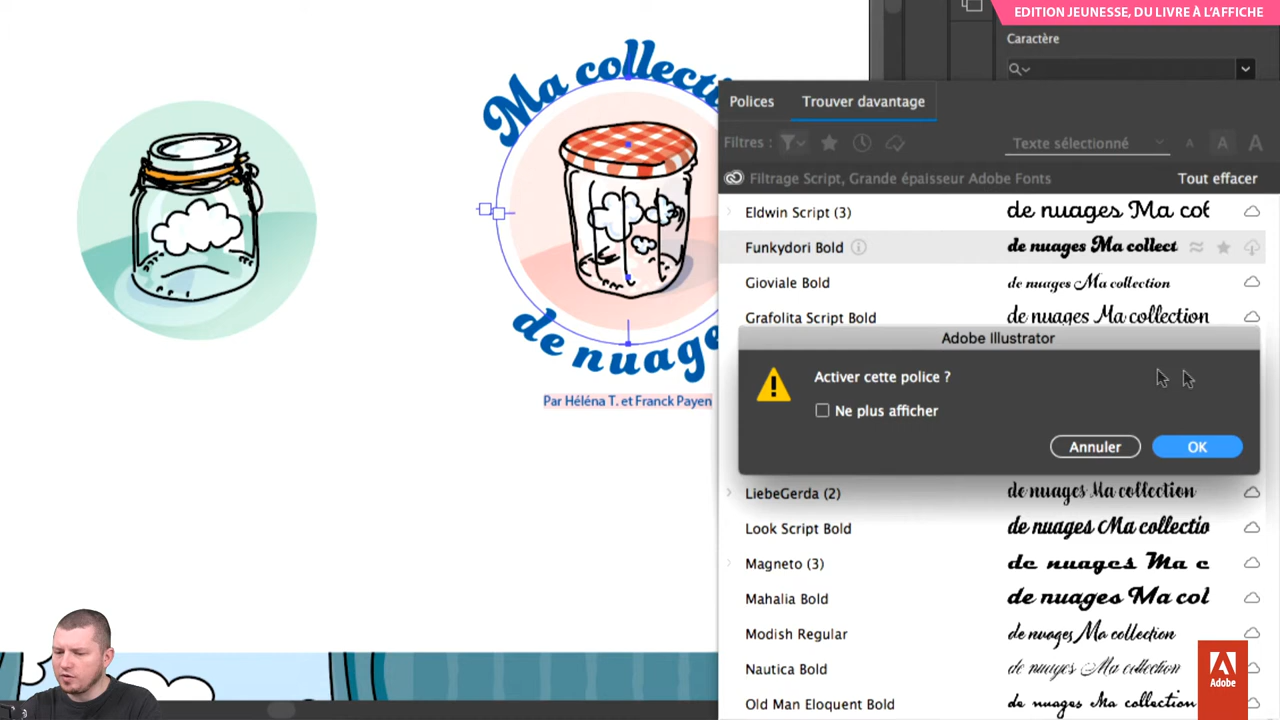 EDITION JEUNESSE, DU LIVRE À L'AFFICHE
Caractère
Polices Trouver davantage
Filtres : Texte sélectionné A A A
Filtrage Script, Grande épaisseur Adobe Fonts Tout effacer
Eldwin Script (3) de nuages Ma col
Funkydori Bold de nuages Ma collect
Gioviale Bold de nuages Ma collection
Grafolita Script Bold de nuages Ma collection
Adobe Illustrator
Activer cette police ?
Ne plus afficher
Annuler OK
LiebeGerda (2) de nuages Ma collection
Look Script Bold de nuages Ma collectio
Magneto (3) de nuages Ma c
Mahalia Bold de nuages Ma col
Modish Regular de nuages Ma collection
Nautica Bold de nuages Ma collection
Old Man Eloquent Bold de nuages Ma collection
Ma collecti
de nuage
Par Héléna T. et Franck Payen
Adobe